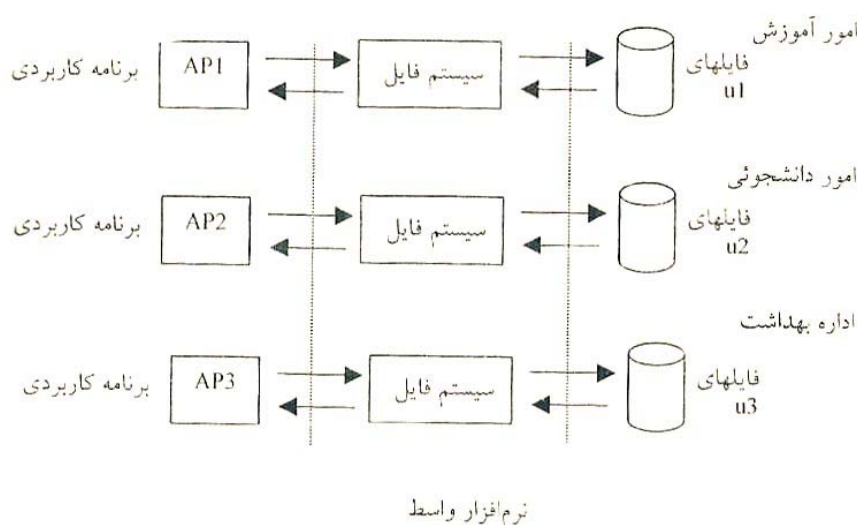 امور آموزش
فایلهای
u1
سیستم فایل
AP1
برنامه کاربردی
امور دانشجوئی
فایلهای
u2
سیستم فایل
AP2
برنامه کاربردی
اداره بهداشت
فایلهای
u3
سیستم فایل
AP3
برنامه کاربردی
نرم‌افزار واسط